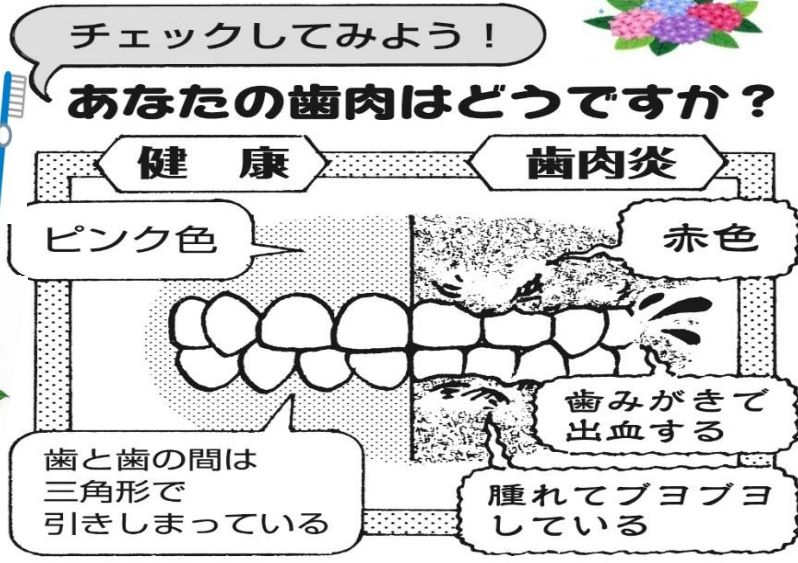 チェックしてみよう！
あなたの歯肉はどうですか？
健　康
歯肉炎
ピンク色
赤色
歯と歯の間は
三角形で
引きしまっている
歯みがきで
出血する
腫れてブヨブヨ
している